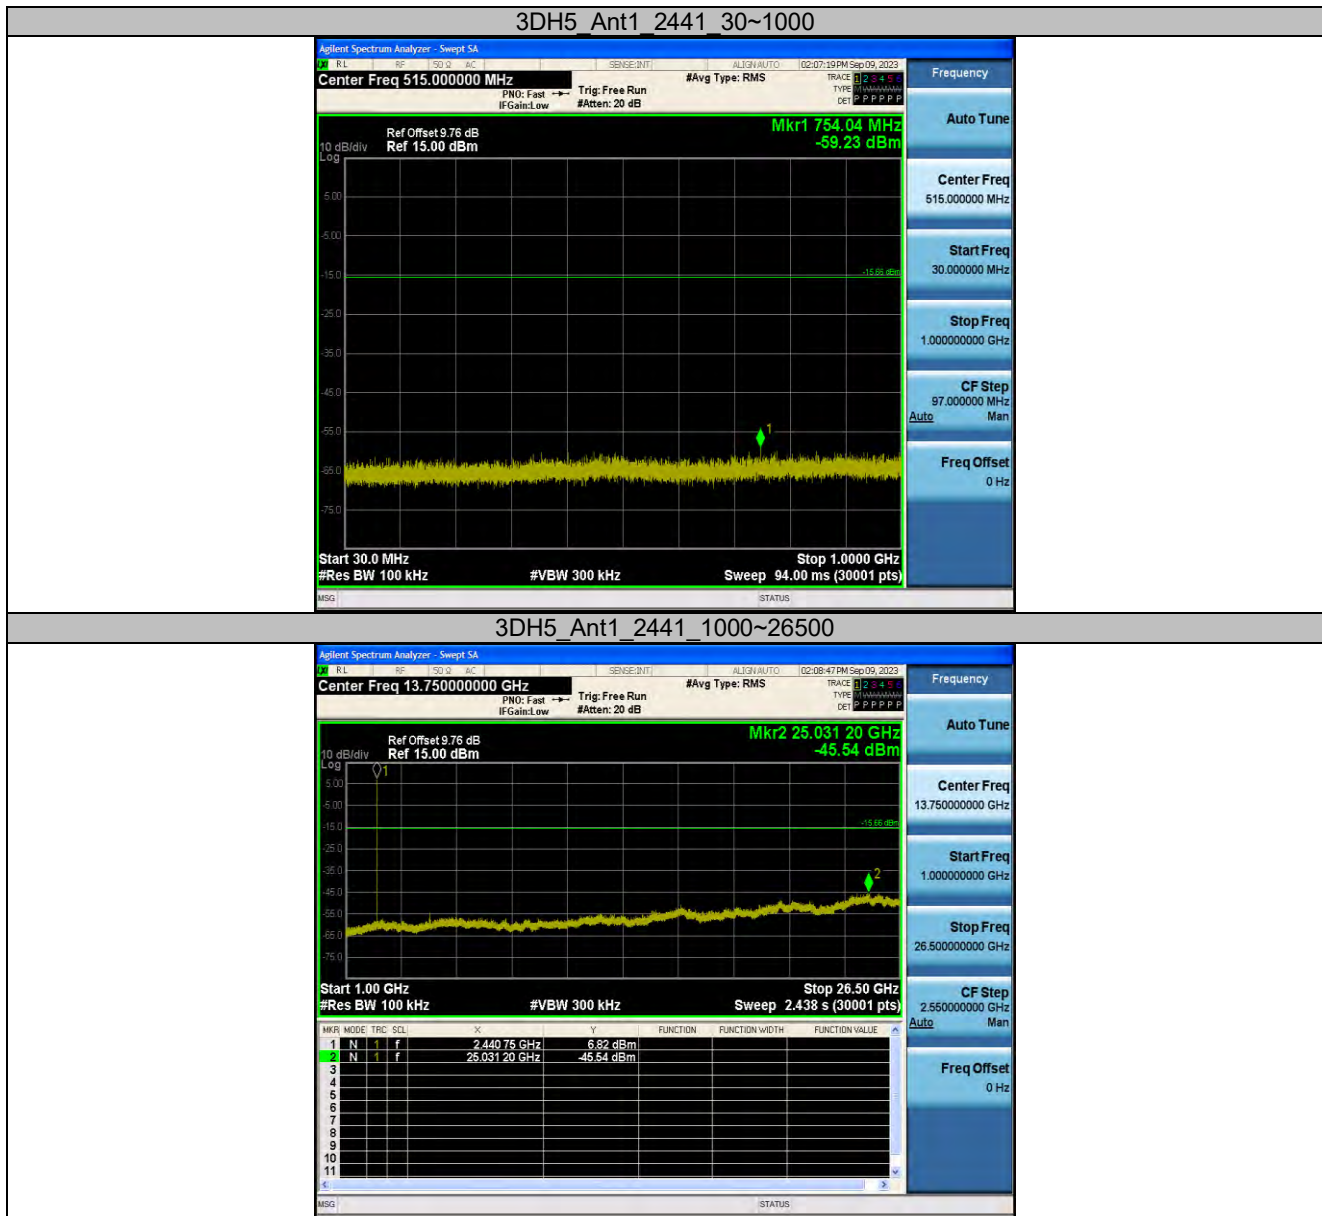 3DH5_Ant1_2441_30~1000
Agilent Spectrum Analyzer - Swept SA
RL RF 50 Ω AC SENSE:INT ALIGN AUTO 02:07:19 PM Sep 09, 2023
Center Freq 515.000000 MHz
PNO: Fast
IFGain:Low
Trig: Free Run
#Atten: 20 dB
#Avg Type: RMS
TRACE 1 2 3 4 5 6
TYPE M
DET P P P P P P
Mkr1 754.04 MHz
-59.23 dBm
Ref Offset 9.76 dB
10 dB/div Ref 15.00 dBm
Log
5.00
-5.00
-15.0
-15.66 dBm
-25.0
-35.0
-45.0
-55.0
1
-65.0
-75.0
Start 30.0 MHz Stop 1.0000 GHz
#Res BW 100 kHz #VBW 300 kHz Sweep 94.00 ms (30001 pts)
MSG STATUS
Frequency
Auto Tune
Center Freq
515.000000 MHz
Start Freq
30.000000 MHz
Stop Freq
1.000000000 GHz
CF Step
97.000000 MHz
Auto Man
Freq Offset
0 Hz
3DH5_Ant1_2441_1000~26500
Agilent Spectrum Analyzer - Swept SA
RL RF 50 Ω AC SENSE:INT ALIGN AUTO 02:08:47 PM Sep 09, 2023
Center Freq 13.750000000 GHz
PNO: Fast
IFGain:Low
Trig: Free Run
#Atten: 20 dB
#Avg Type: RMS
TRACE 1 2 3 4 5 6
TYPE M
DET P P P P P P
Mkr2 25.031 20 GHz
-45.54 dBm
Ref Offset 9.76 dB
10 dB/div Ref 15.00 dBm
Log
1
5.00
-5.00
-15.0
-15.66 dBm
-25.0
-35.0
2
-45.0
-55.0
-65.0
-75.0
Start 1.00 GHz Stop 26.50 GHz
#Res BW 100 kHz #VBW 300 kHz Sweep 2.438 s (30001 pts)
MKR MODE TRC SCL X Y FUNCTION FUNCTION WIDTH FUNCTION VALUE
1 N 1 f 2.440 75 GHz 6.82 dBm
2 N 1 f 25.031 20 GHz -45.54 dBm
3
4
5
6
7
8
9
10
11
MSG STATUS
Frequency
Auto Tune
Center Freq
13.750000000 GHz
Start Freq
1.000000000 GHz
Stop Freq
26.500000000 GHz
CF Step
2.550000000 GHz
Auto Man
Freq Offset
0 Hz